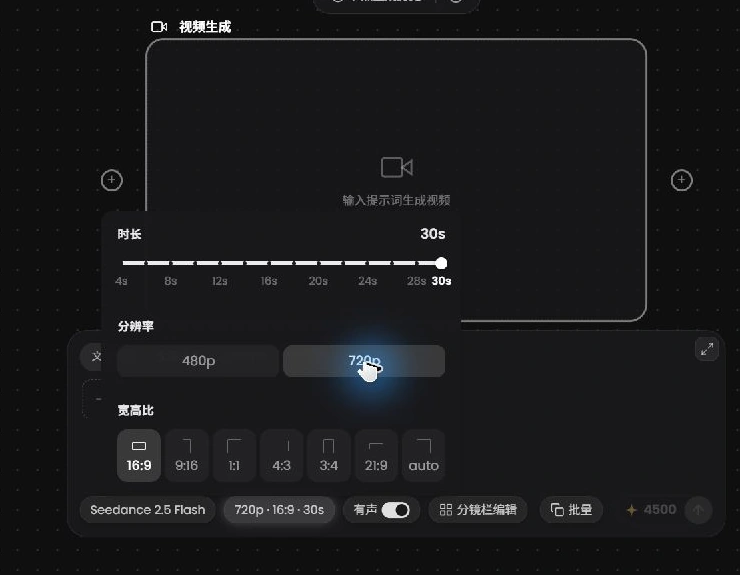 视频生成
输入提示词生成视频
时长 30s
4s 8s 12s 16s 20s 24s 28s 30s
分辨率
480p 720p
宽高比
16:9 9:16 1:1 4:3 3:4 21:9 auto
Seedance 2.5 Flash 720p · 16:9 · 30s 有声 分镜栏编辑 批量 4500